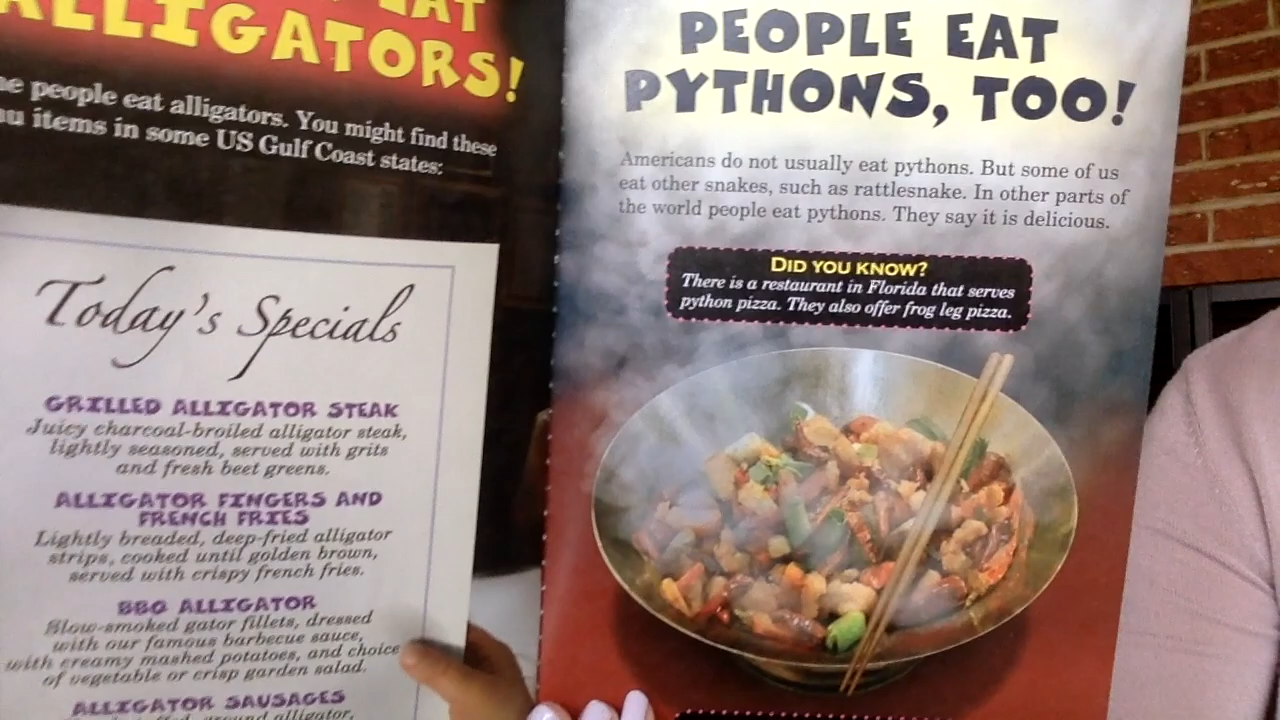 EAT
ALLIGATORS!
people eat alligators. You might find these
items in some US Gulf Coast states:
Today's Specials
GRILLED ALLIGATOR STEAK
Juicy charcoal-broiled alligator steak,
lightly seasoned, served with grits
and fresh beet greens.
ALLIGATOR FINGERS AND
FRENCH FRIES
Lightly breaded, deep-fried alligator
strips, cooked until golden brown,
served with crispy french fries.
BBQ ALLIGATOR
Slow-smoked gator fillets, dressed
with our famous barbecue sauce,
with creamy mashed potatoes, and choice
of vegetable or crisp garden salad.
ALLIGATOR SAUSAGES
alligator,
PEOPLE EAT
PYTHONS, TOO!
Americans do not usually eat pythons. But some of us
eat other snakes, such as rattlesnake. In other parts of
the world people eat pythons. They say it is delicious.
DID YOU KNOW?
There is a restaurant in Florida that serves
python pizza. They also offer frog leg pizza.